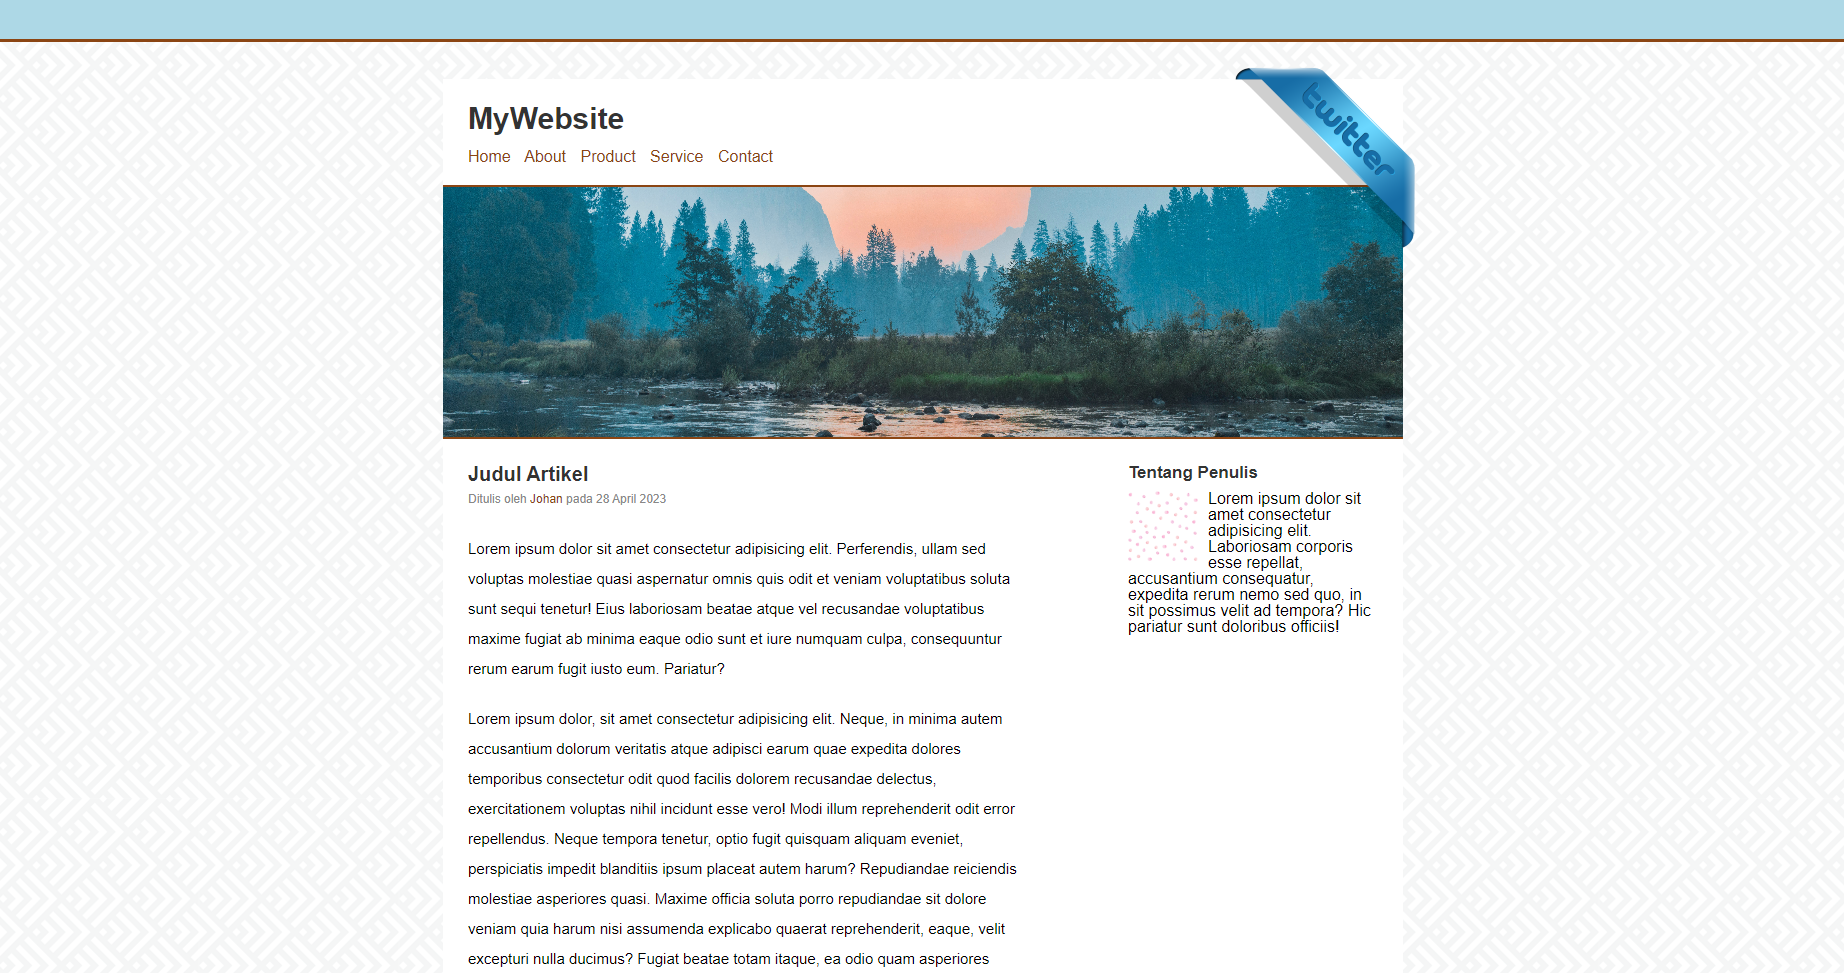 twitter
MyWebsite
Home About Product Service Contact
Judul Artikel
Ditulis oleh Johan pada 28 April 2023
Lorem ipsum dolor sit amet consectetur adipisicing elit. Perferendis, ullam sed
voluptas molestiae quasi aspernatur omnis quis odit et veniam voluptatibus soluta
sunt sequi tenetur! Eius laboriosam beatae atque vel recusandae voluptatibus
maxime fugiat ab minima eaque odio sunt et iure numquam culpa, consequuntur
rerum earum fugit iusto eum. Pariatur?
Lorem ipsum dolor, sit amet consectetur adipisicing elit. Neque, in minima autem
accusantium dolorum veritatis atque adipisci earum quae expedita dolores
temporibus consectetur odit quod facilis dolorem recusandae delectus,
exercitationem voluptas nihil incidunt esse vero! Modi illum reprehenderit odit error
repellendus. Neque tempora tenetur, optio fugit quisquam aliquam eveniet,
perspiciatis impedit blanditiis ipsum placeat autem harum? Repudiandae reiciendis
molestiae asperiores quasi. Maxime officia soluta porro repudiandae sit dolore
veniam quia harum nisi assumenda explicabo quaerat reprehenderit, eaque, velit
excepturi nulla ducimus? Fugiat beatae totam itaque, ea odio quam asperiores
Tentang Penulis
Lorem ipsum dolor sit
amet consectetur
adipisicing elit.
Laboriosam corporis
esse repellat,
accusantium consequatur,
expedita rerum nemo sed quo, in
sit possimus velit ad tempora? Hic
pariatur sunt doloribus officiis!